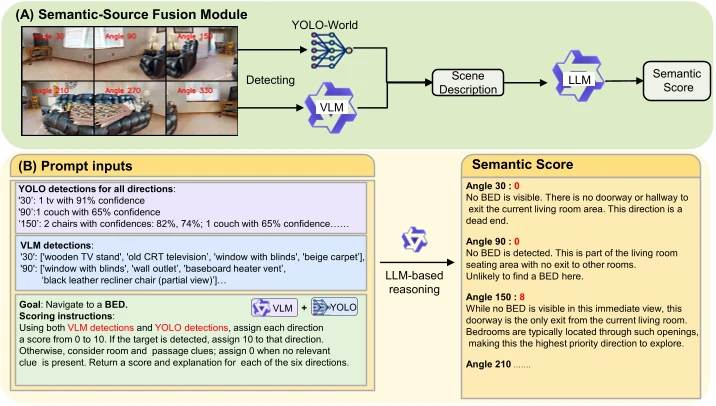 (A) Semantic-Source Fusion Module
Angle 30
Angle 90
Angle 150
Angle 210
Angle 270
Angle 330
Detecting
YOLO-World
VLM
Scene
Description
LLM
Semantic
Score
(B) Prompt inputs
YOLO detections for all directions:
'30': 1 tv with 91% confidence
'90':1 couch with 65% confidence
'150': 2 chairs with confidences: 82%, 74%; 1 couch with 65% confidence……
VLM detections:
'30': ['wooden TV stand', 'old CRT television', 'window with blinds', 'beige carpet'],
'90': ['window with blinds', 'wall outlet', 'baseboard heater vent',
'black leather recliner chair (partial view)']…
Goal: Navigate to a BED.
VLM + YOLO
Scoring instructions:
Using both VLM detections and YOLO detections, assign each direction
a score from 0 to 10. If the target is detected, assign 10 to that direction.
Otherwise, consider room and passage clues; assign 0 when no relevant
clue is present. Return a score and explanation for each of the six directions.
LLM-based
reasoning
Semantic Score
Angle 30 : 0
No BED is visible. There is no doorway or hallway to
exit the current living room area. This direction is a
dead end.
Angle 90 : 0
No BED is detected. This is part of the living room
seating area with no exit to other rooms.
Unlikely to find a BED here.
Angle 150 : 8
While no BED is visible in this immediate view, this
doorway is the only exit from the current living room.
Bedrooms are typically located through such openings,
making this the highest priority direction to explore.
Angle 210 …….